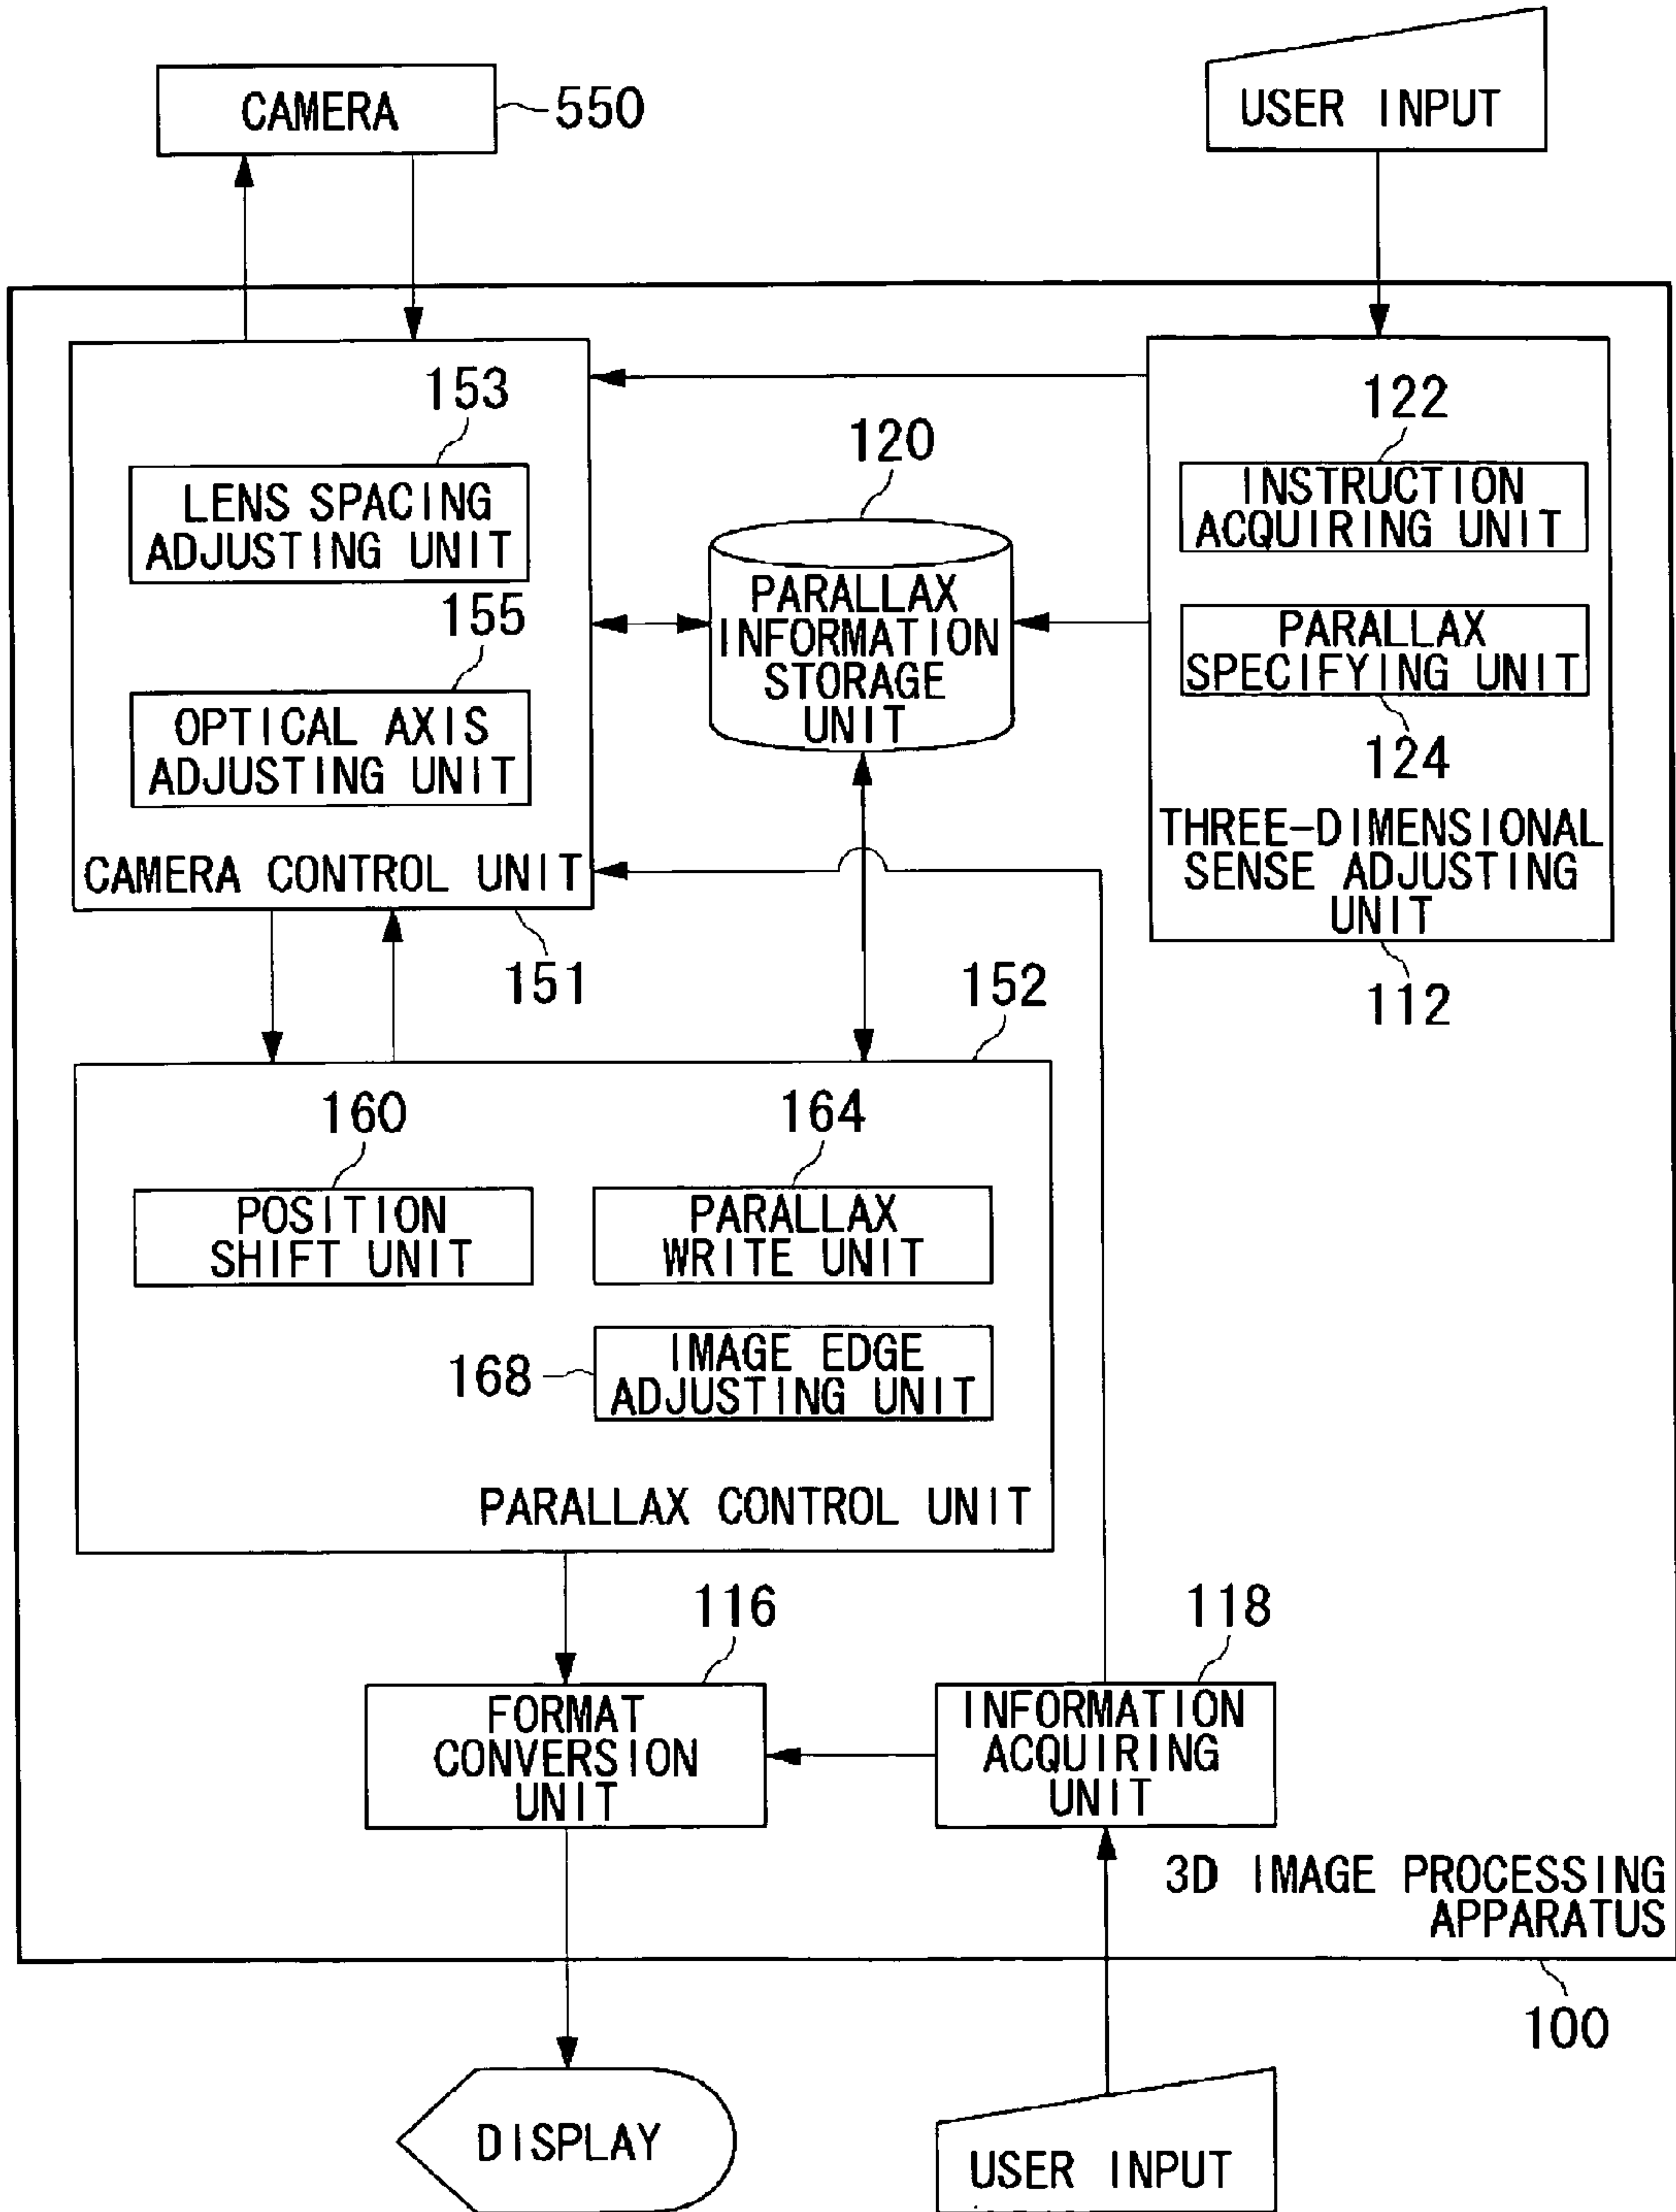 CAMERA
550
USER INPUT
153
LENS SPACING
ADJUSTING UNIT
155
OPTICAL AXIS
ADJUSTING UNIT
CAMERA CONTROL UNIT
151
120
PARALLAX
INFORMATION
STORAGE
UNIT
122
INSTRUCTION
ACQUIRING UNIT
PARALLAX
SPECIFYING UNIT
124
THREE-DIMENSIONAL
SENSE ADJUSTING
UNIT
112
152
160
POSITION
SHIFT UNIT
164
PARALLAX
WRITE UNIT
168
IMAGE EDGE
ADJUSTING UNIT
PARALLAX CONTROL UNIT
116
FORMAT
CONVERSION
UNIT
118
INFORMATION
ACQUIRING
UNIT
3D IMAGE PROCESSING
APPARATUS
100
DISPLAY
USER INPUT